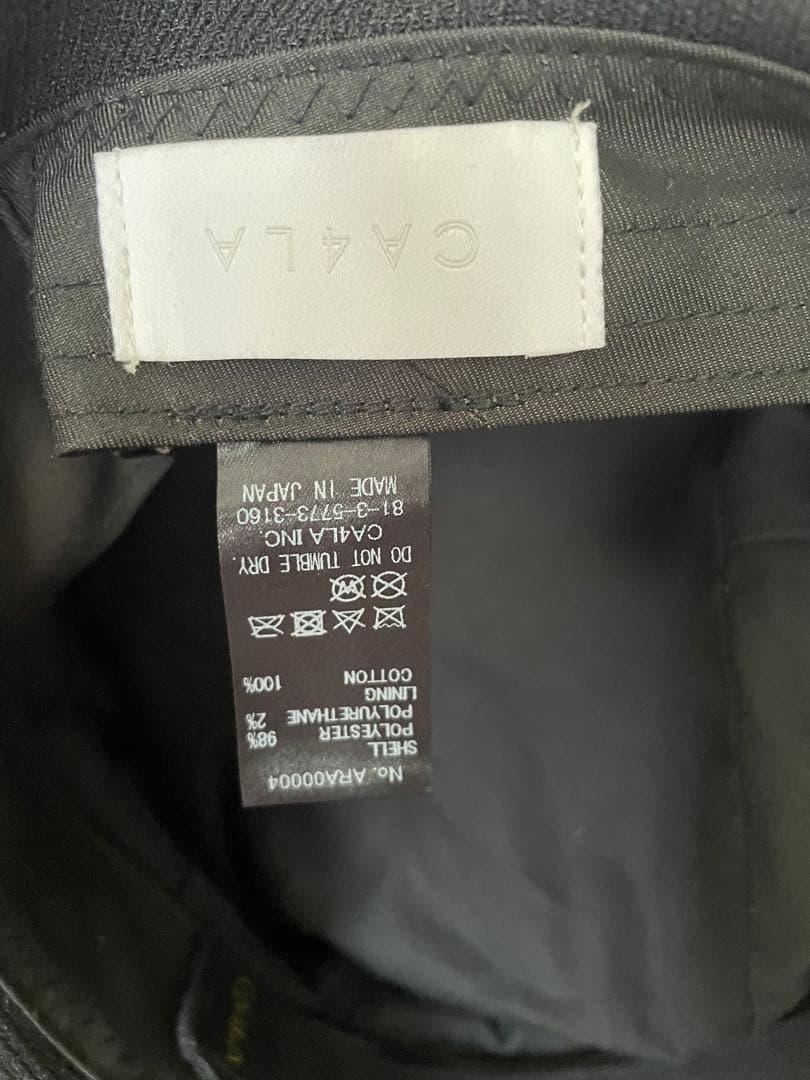 CA4LA
No. ARA00004
SHELL
POLYESTER 98%
POLYURETHANE 2%
LINING
COTTON 100%
DO NOT TUMBLE DRY.
CA4LA INC.
81-3-5773-3160
MADE IN JAPAN